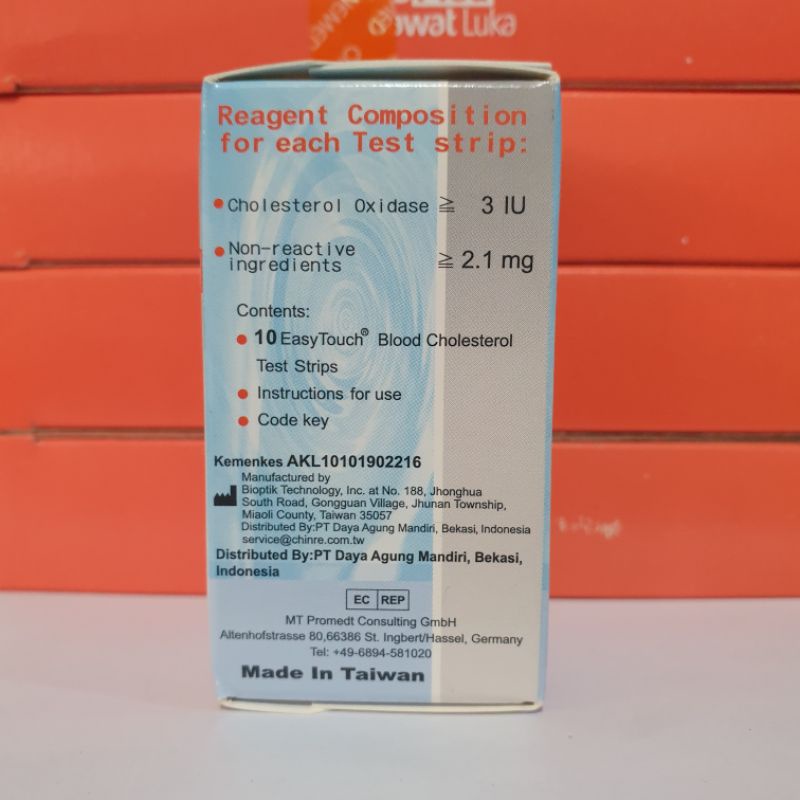 owat Luka
Reagent Composition
for each Test strip:
Cholesterol Oxidase ≧ 3 IU
Non-reactive
ingredients ≧ 2.1 mg
Contents:
10 EasyTouch® Blood Cholesterol
Test Strips
Instructions for use
Code key
Kemenkes AKL10101902216
Manufactured by
Bioptik Technology, Inc. at No. 188, Jhonghua
South Road, Gongguan Village, Jhunan Township,
Miaoli County, Taiwan 35057
Distributed By:PT Daya Agung Mandiri, Bekasi, Indonesia
service@chinre.com.tw
Distributed By:PT Daya Agung Mandiri, Bekasi,
Indonesia
EC REP
MT Promedt Consulting GmbH
Altenhofstrasse 80,66386 St. Ingbert/Hassel, Germany
Tel: +49-6894-581020
Made In Taiwan